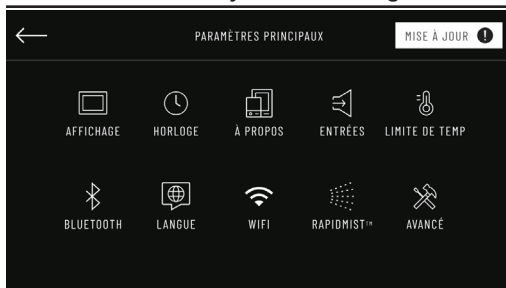 PARAMÈTRES PRINCIPAUX
MISE À JOUR
AFFICHAGE HORLOGE À PROPOS ENTRÉES LIMITE DE TEMP
BLUETOOTH LANGUE WIFI RAPIDMIST™ AVANCÉ